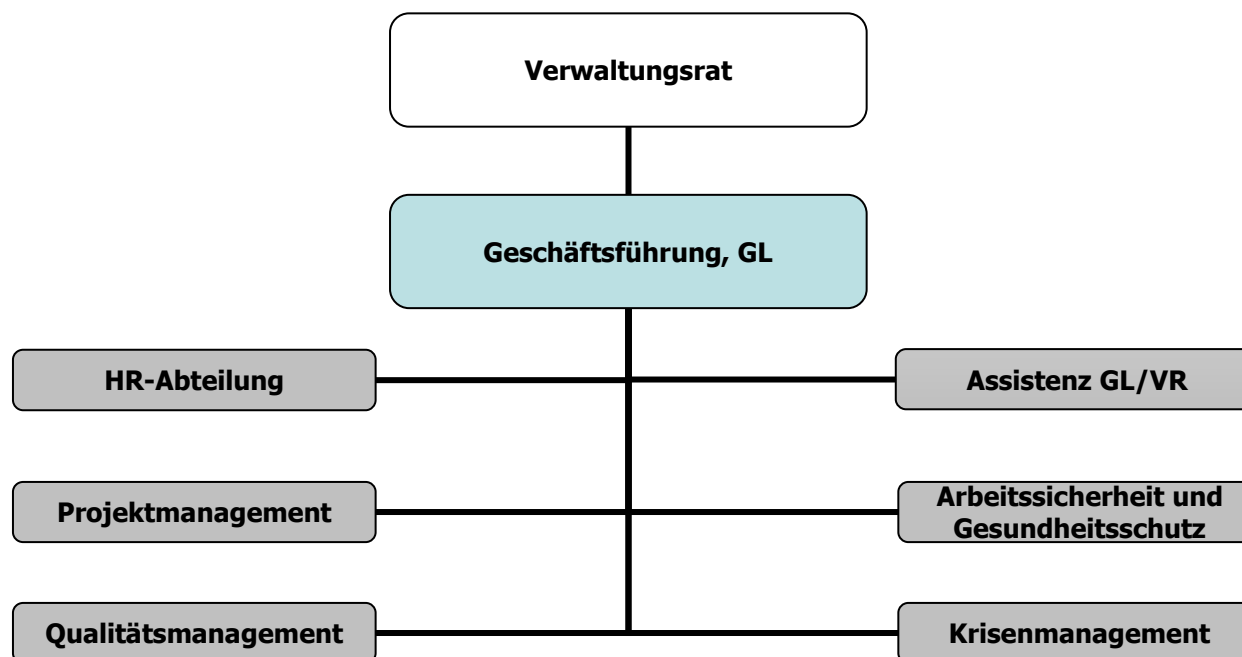 Verwaltungsrat
Geschäftsführung, GL
HR-Abteilung
Assistenz GL/VR
Projektmanagement
Arbeitssicherheit und
Gesundheitsschutz
Qualitätsmanagement
Krisenmanagement